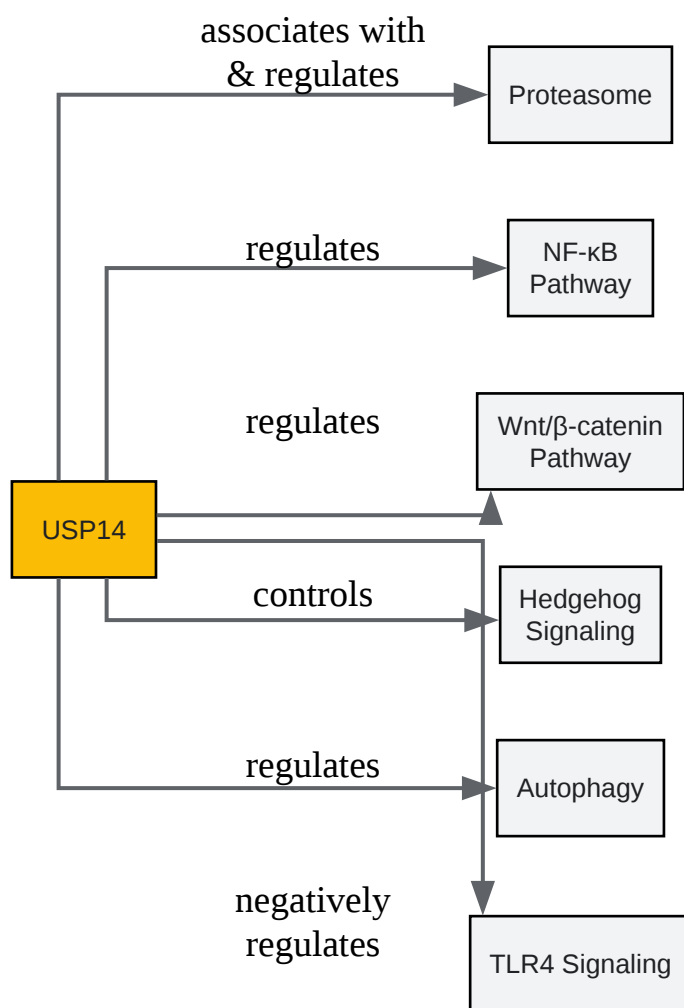 associates with
& regulates
Proteasome
regulates
NF-κB
Pathway
regulates
Wnt/β-catenin
Pathway
USP14
controls
Hedgehog
Signaling
regulates
Autophagy
negatively
regulates
TLR4 Signaling